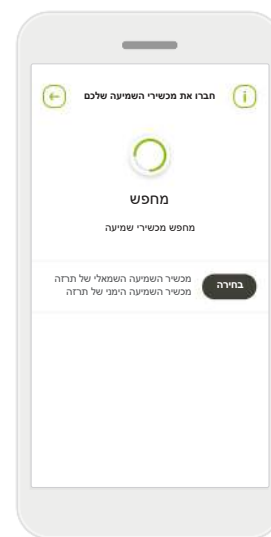 חברו את מכשירי השמיעה שלכם
מחפש
מחפש מכשירי שמיעה
מכשיר השמיעה השמאלי של תרזה
מכשיר השמיעה הימני של תרזה
בחירה